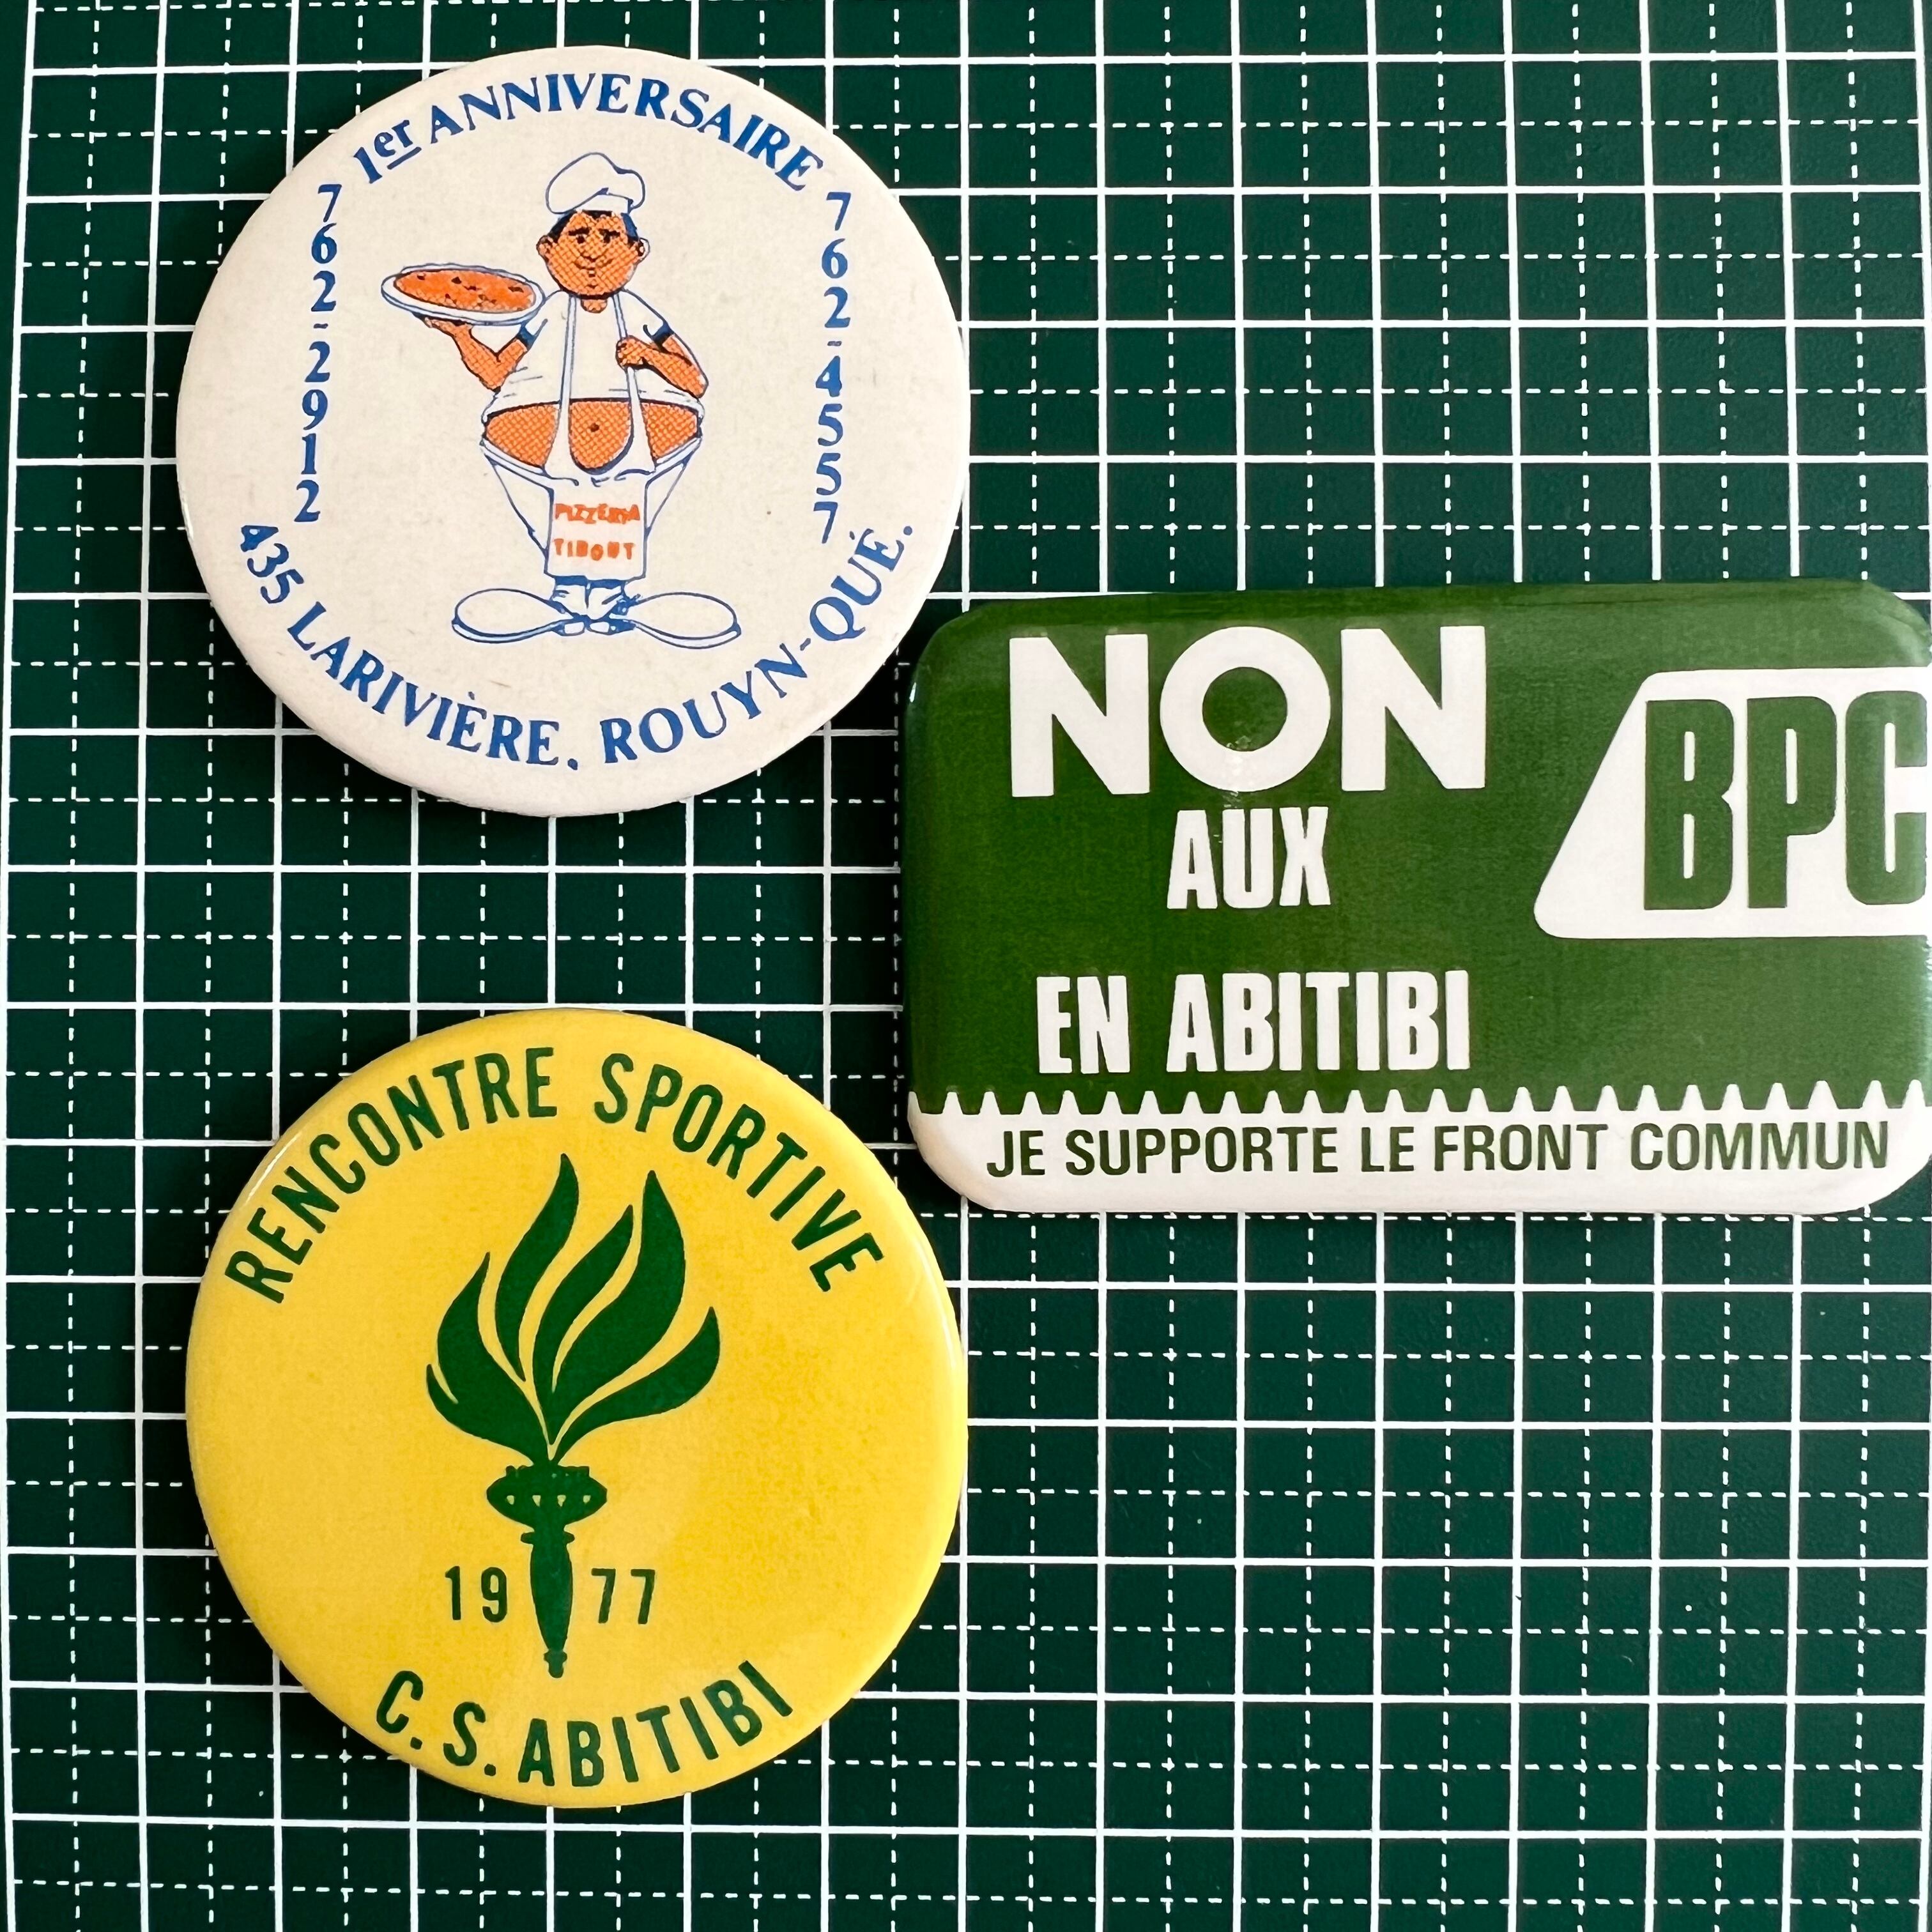 1er ANNIVERSAIRE
762-2912
762-4557
PIZZERIA
TIBOUT
435 LARIVIÈRE. ROUYN-QUÉ.
NON
AUX
BPC
EN ABITIBI
JE SUPPORTE LE FRONT COMMUN
RENCONTRE SPORTIVE
19 77
C.S. ABITIBI